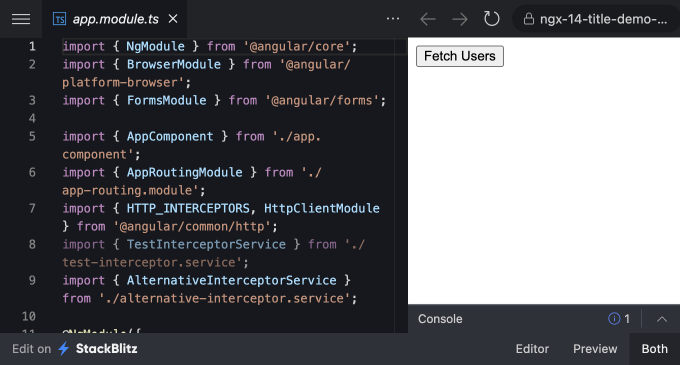 app.module.ts
ngx-14-title-demo-...
1 import { NgModule } from '@angular/core';
2 import { BrowserModule } from '@angular/
platform-browser';
3 import { FormsModule } from '@angular/forms';
4
5 import { AppComponent } from './app.
component';
6 import { AppRoutingModule } from './
app-routing.module';
7 import { HTTP_INTERCEPTORS, HttpClientModule
} from '@angular/common/http';
8 import { TestInterceptorService } from './
test-interceptor.service';
9 import { AlternativeInterceptorService }
from './alternative-interceptor.service';
10
11 @NgModule({
Fetch Users
Console 1
Edit on StackBlitz
Editor Preview Both